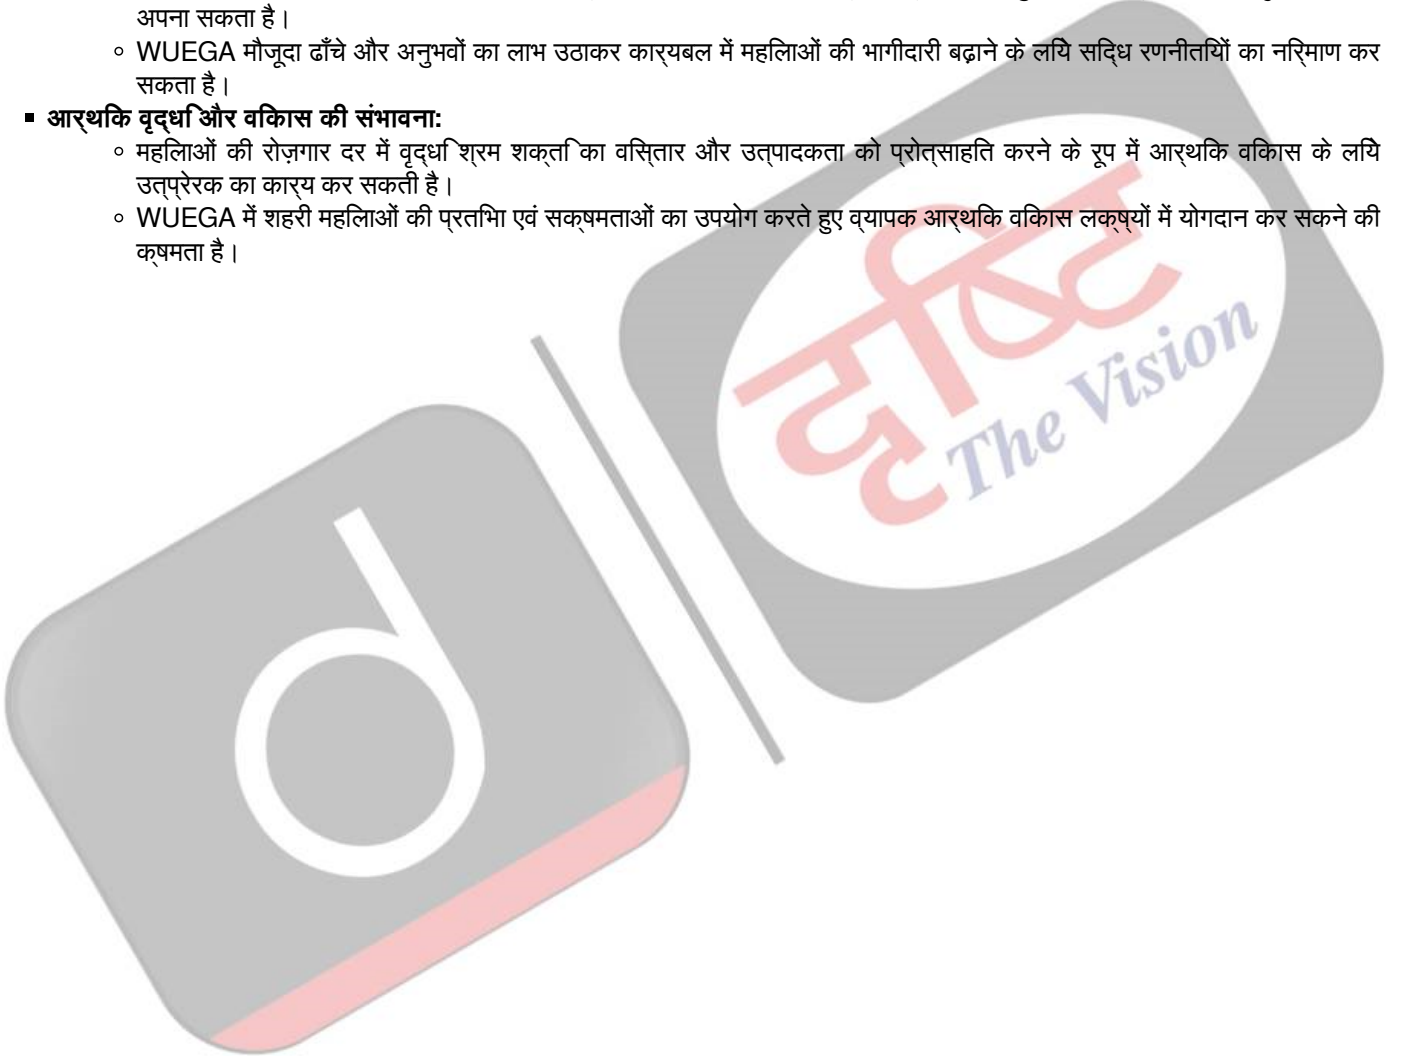 अपना सकता है।
WUEGA मौजूदा ढाँचे और अनुभवों का लाभ उठाकर कार्यबल में महिलाओं की भागीदारी बढ़ाने के लिये सिद्ध रणनीतियों का निर्माण कर
सकता है।
आर्थिक वृद्धि और विकास की संभावना:
महिलाओं की रोज़गार दर में वृद्धि श्रम शक्ति का विस्तार और उत्पादकता को प्रोत्साहित करने के रूप में आर्थिक विकास के लिये
उत्प्रेरक का कार्य कर सकती है।
WUEGA में शहरी महिलाओं की प्रतिभा एवं सक्षमताओं का उपयोग करते हुए व्यापक आर्थिक विकास लक्ष्यों में योगदान कर सकने की
क्षमता है।
दृष्टि
The Vision
d